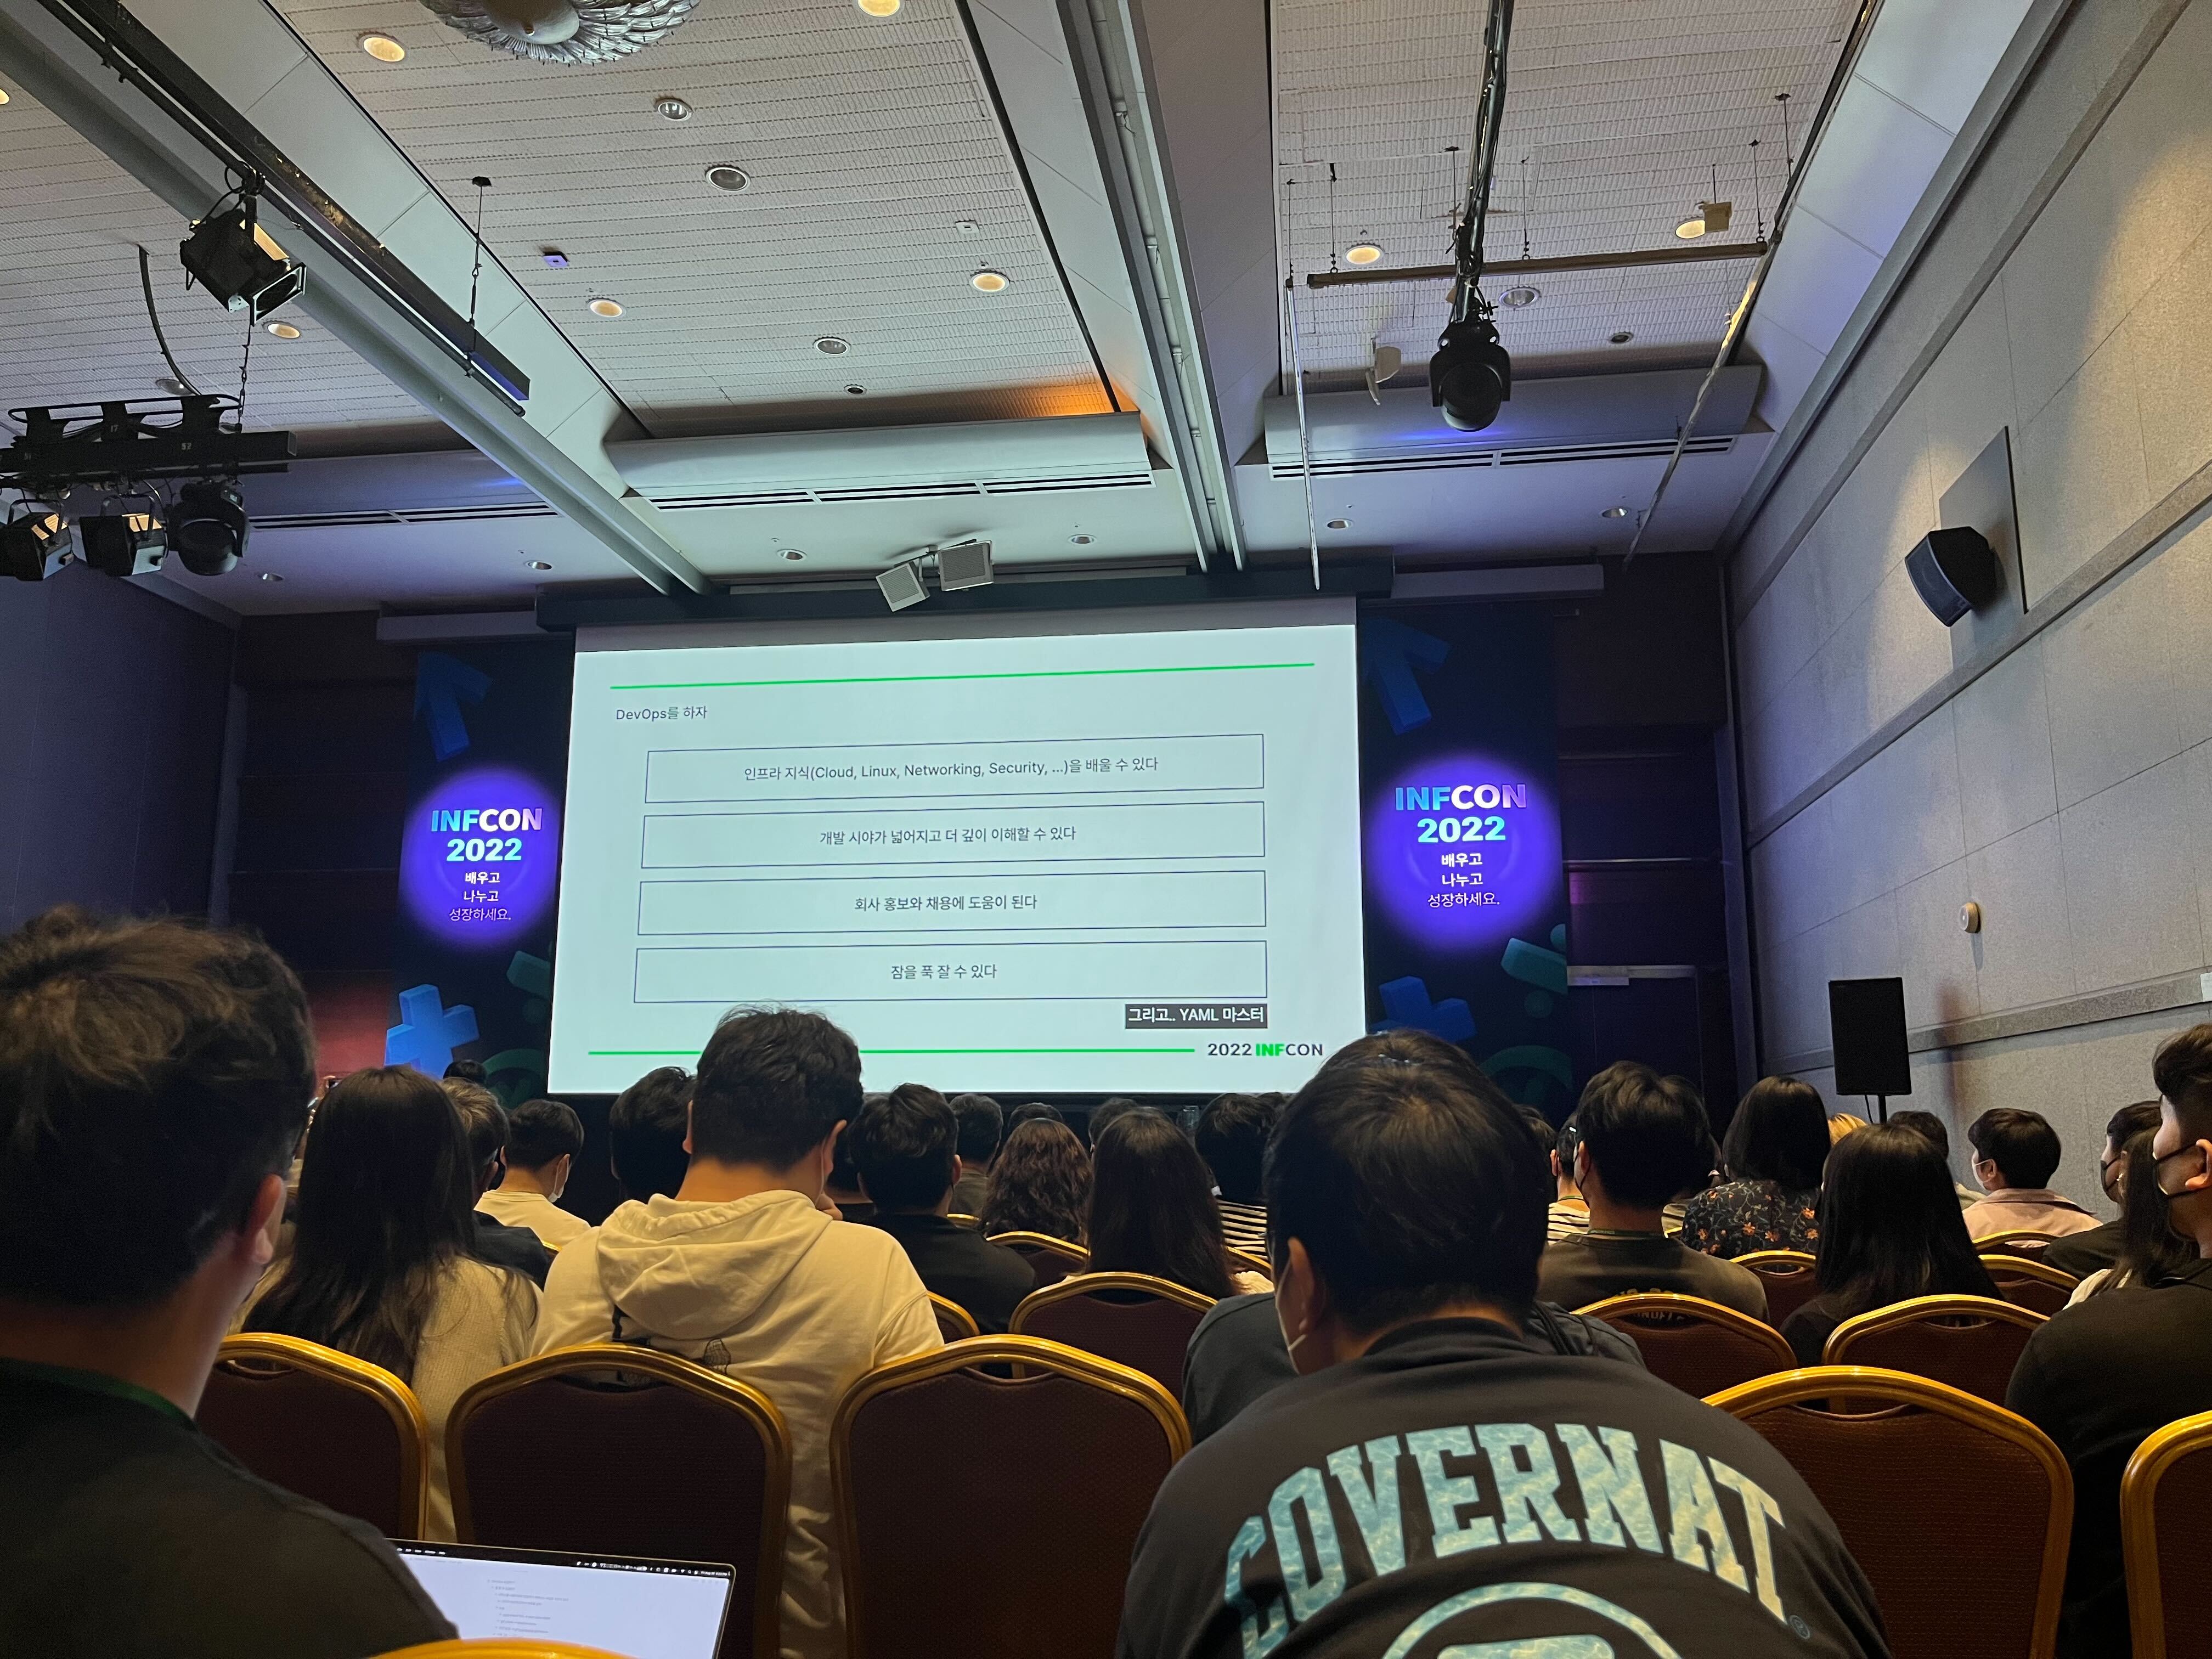 DevOps를 하자
인프라 지식(Cloud, Linux, Networking, Security, ...)을 배울 수 있다
개발 시야가 넓어지고 더 깊이 이해할 수 있다
회사 홍보와 채용에 도움이 된다
잠을 푹 잘 수 있다
그리고.. YAML 마스터
2022 INFCON
INFCON
2022
배우고
나누고
성장하세요.
INFCON
2022
배우고
나누고
성장하세요.
COVERNAT